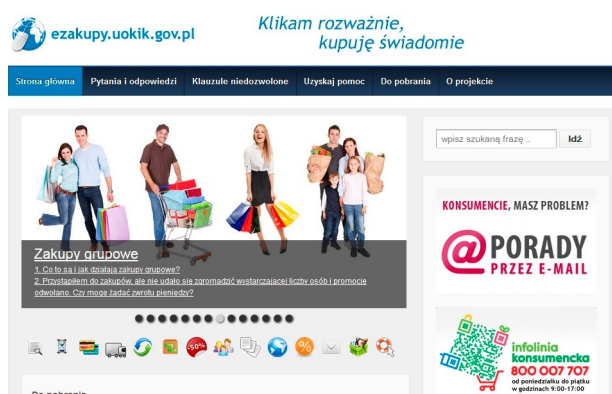 ezakupy.uokik.gov.pl
Klikam rozważnie,
kupuję świadomie
Strona główna Pytania i odpowiedzi Klauzule niedozwolone Uzyskaj pomoc Do pobrania O projekcie
wpisz szukaną frazę ... Idź
Zakupy grupowe
1. Co to są i jak działają zakupy grupowe?
2. Przystąpiłem do zakupów, ale nie udało się zgromadzić wystarczającej liczby osób i promocję
odwołano. Czy mogę żądać zwrotu pieniędzy?
KONSUMENCIE, MASZ PROBLEM?
@PORADY
PRZEZ E-MAIL
-50%
%
infolinia
konsumencka
800 007 707
od poniedziałku do piątku
w godzinach 9:00-17:00
Do pobrania